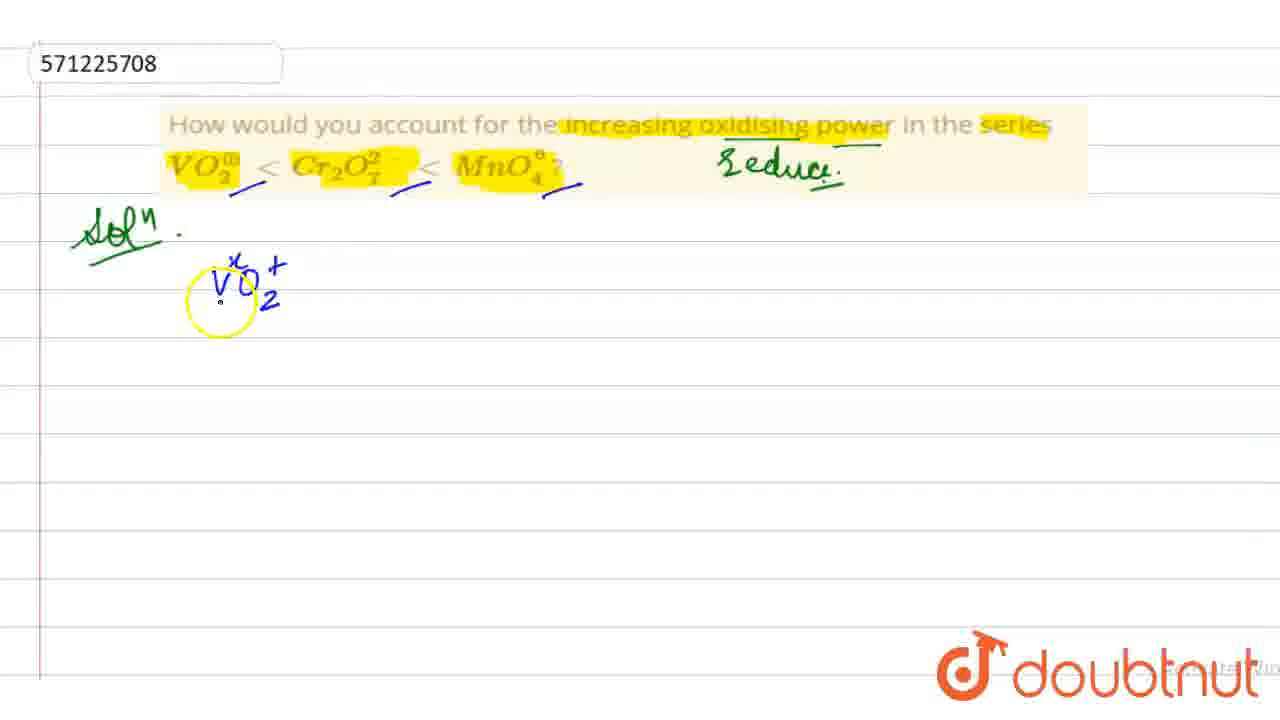 571225708
How would you account for the increasing oxidising power in the series
VO₂⁺ < Cr₂O₇² < MnO₄ ?
Reduce.
Solⁿ.
x
VO₂⁺
doubtnut